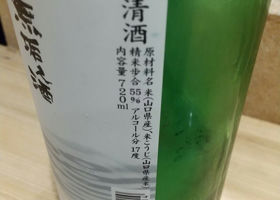 原酒
清酒
原材料名 米(山口県産)、米こうじ(山口県産米
精米歩合 55% アルコール分 17度
内容量 720ml